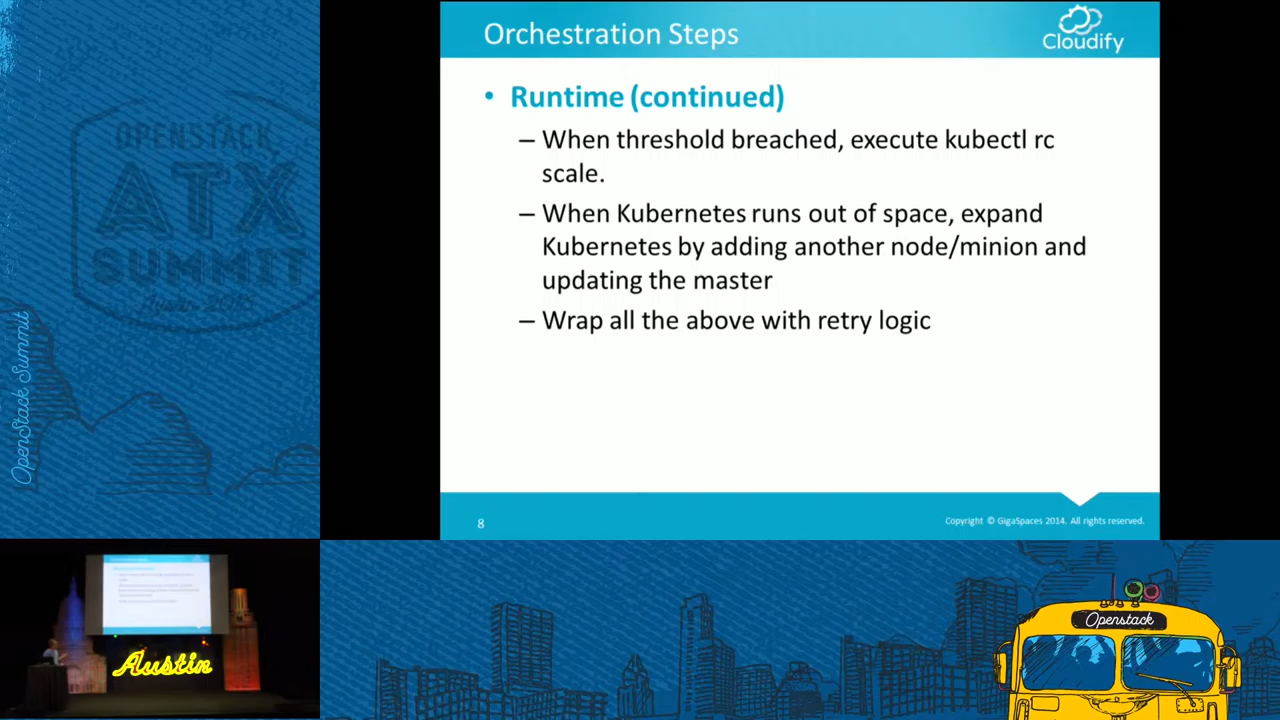 Orchestration Steps
Cloudify
• Runtime (continued)
– When threshold breached, execute kubectl rc
scale.
– When Kubernetes runs out of space, expand
Kubernetes by adding another node/minion and
updating the master
– Wrap all the above with retry logic
8
Copyright © GigaSpaces 2014. All rights reserved.
OPENSTACK
ATX
SUMMIT
OpenStack Summit
Austin
Openstack